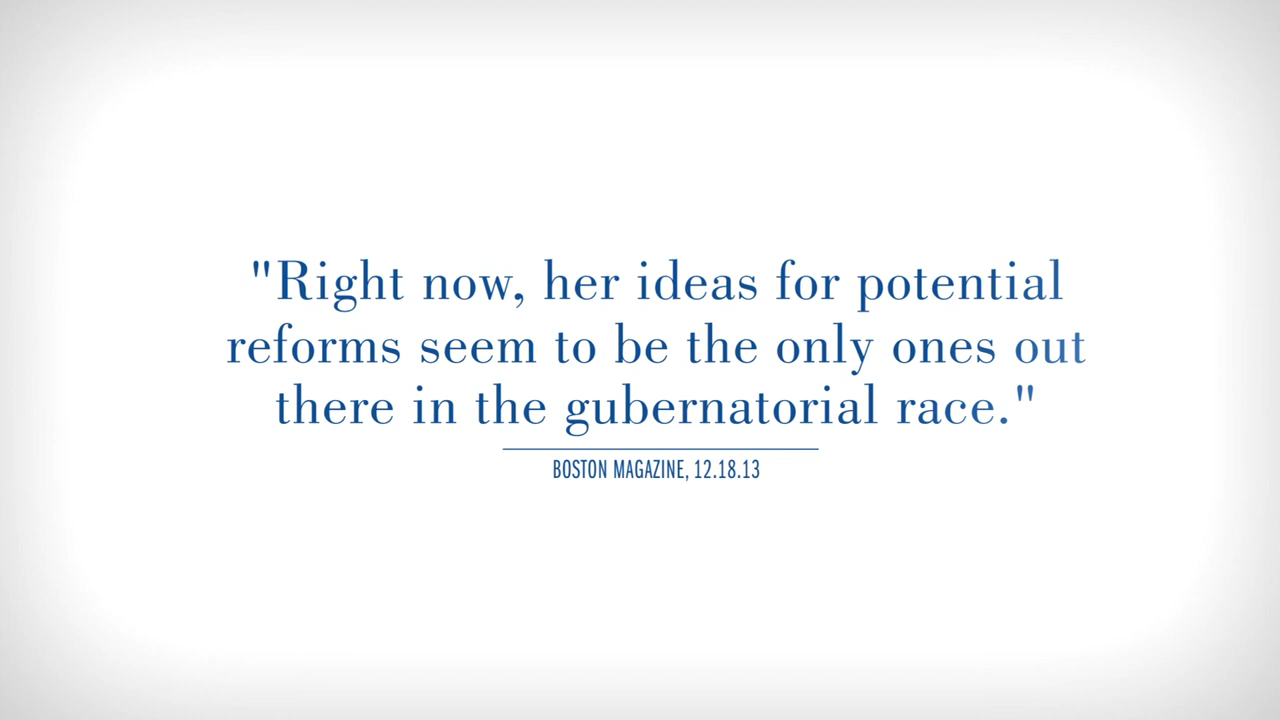 "Right now, her ideas for potential
reforms seem to be the only ones out
there in the gubernatorial race."
BOSTON MAGAZINE, 12.18.13